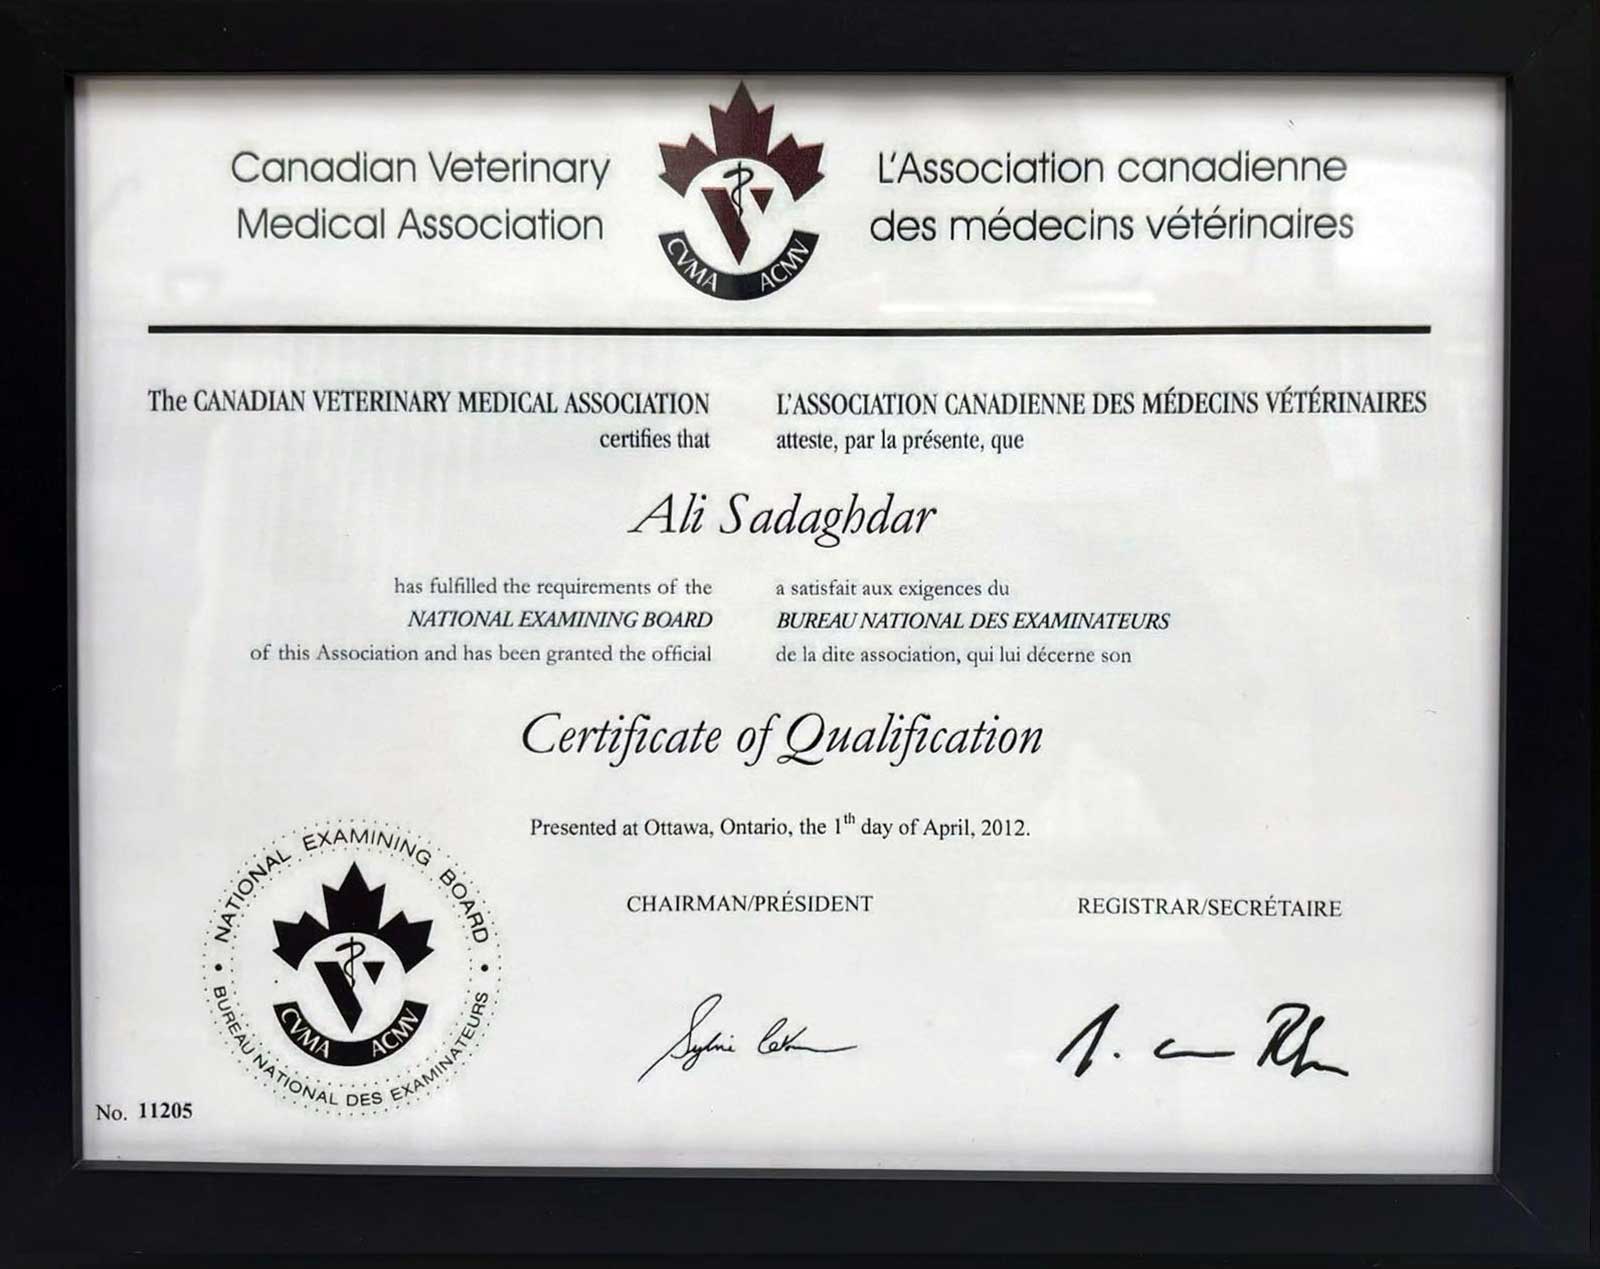 Canadian Veterinary
Medical Association
L'Association canadienne
des médecins vétérinaires
CVMA ACMV
The CANADIAN VETERINARY MEDICAL ASSOCIATION
certifies that
L'ASSOCIATION CANADIENNE DES MÉDECINS VÉTÉRINAIRES
atteste, par la présente, que
Ali Sadaghdar
has fulfilled the requirements of the
NATIONAL EXAMINING BOARD
of this Association and has been granted the official
a satisfait aux exigences du
BUREAU NATIONAL DES EXAMINATEURS
de la dite association, qui lui décerne son
Certificate of Qualification
Presented at Ottawa, Ontario, the 1th day of April, 2012.
CHAIRMAN/PRÉSIDENT
REGISTRAR/SECRÉTAIRE
NATIONAL EXAMINING BOARD
CVMA ACMV
BUREAU NATIONAL DES EXAMINATEURS
Sylvie
No. 11205